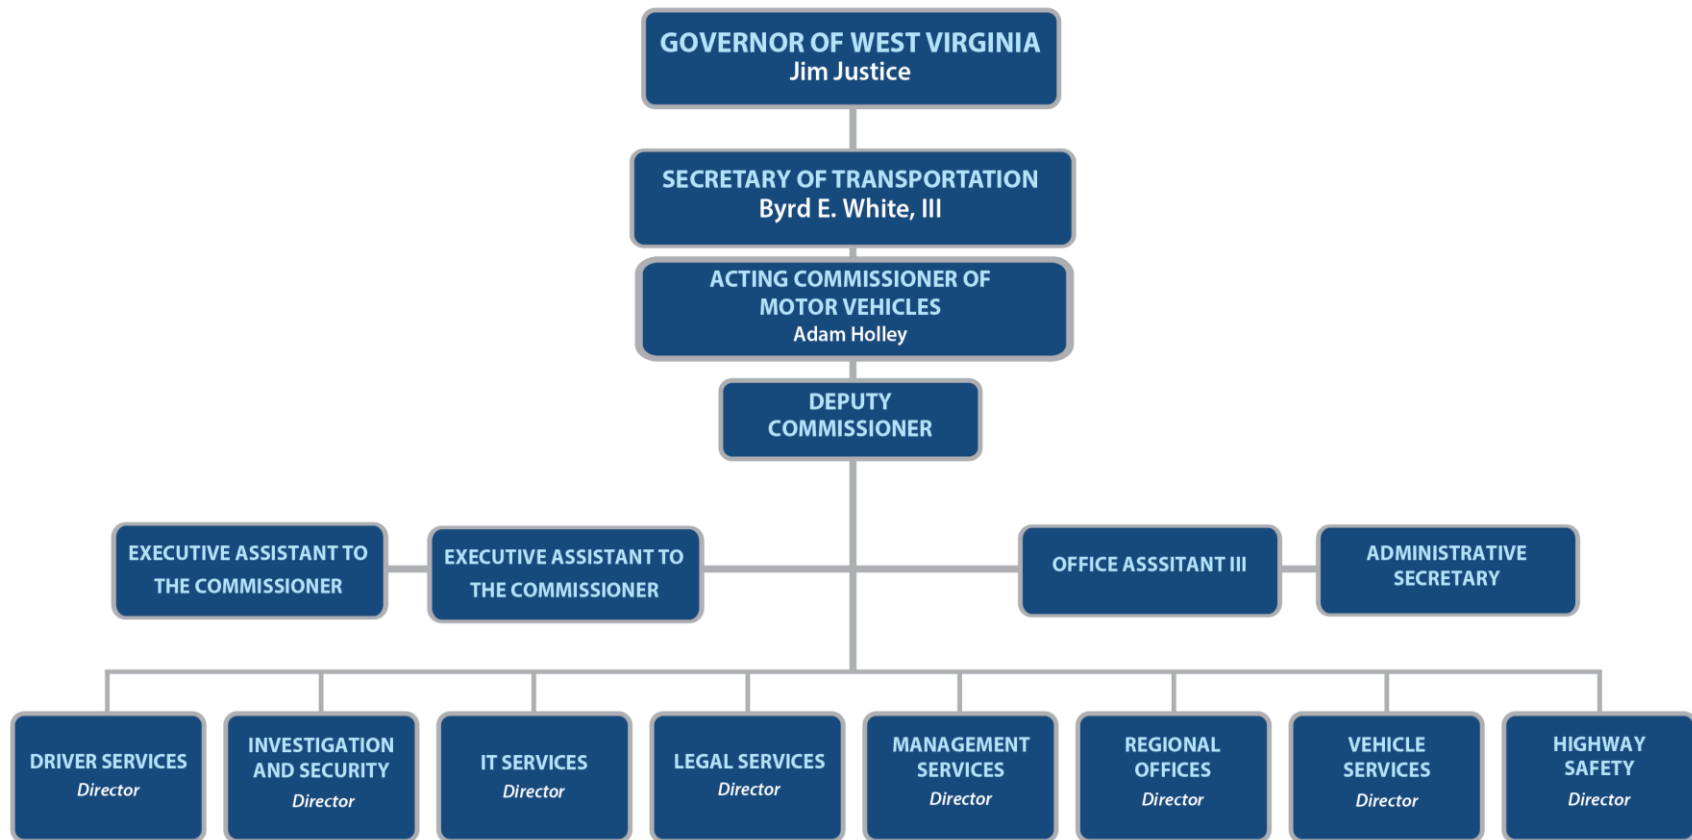 GOVERNOR OF WEST VIRGINIA
Jim Justice
SECRETARY OF TRANSPORTATION
Byrd E. White, III
ACTING COMMISSIONER OF
MOTOR VEHICLES
Adam Holley
DEPUTY
COMMISSIONER
EXECUTIVE ASSISTANT TO
THE COMMISSIONER
EXECUTIVE ASSISTANT TO
THE COMMISSIONER
OFFICE ASSSITANT III
ADMINISTRATIVE
SECRETARY
DRIVER SERVICES
Director
INVESTIGATION
AND SECURITY
Director
IT SERVICES
Director
LEGAL SERVICES
Director
MANAGEMENT
SERVICES
Director
REGIONAL
OFFICES
Director
VEHICLE
SERVICES
Director
HIGHWAY
SAFETY
Director